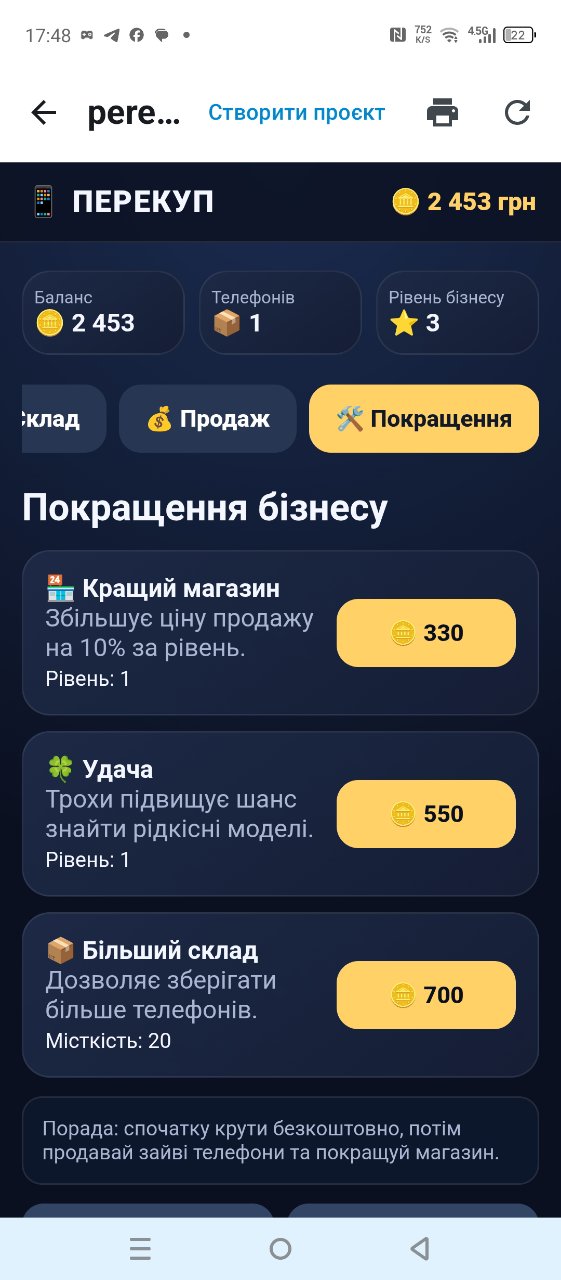 17:48
752 K/S 4.5G 22
pere... Створити проєкт
ПЕРЕКУП 2 453 грн
Баланс Телефонів Рівень бізнесу
2 453 1 3
Склад Продаж Покращення
Покращення бізнесу
24
Кращий магазин
Збільшує ціну продажу
на 10% за рівень.
Рівень: 1
330
Удача
Трохи підвищує шанс
знайти рідкісні моделі.
Рівень: 1
550
Більший склад
Дозволяє зберігати
більше телефонів.
Місткість: 20
700
Порада: спочатку крути безкоштовно, потім
продавай зайві телефони та покращуй магазин.